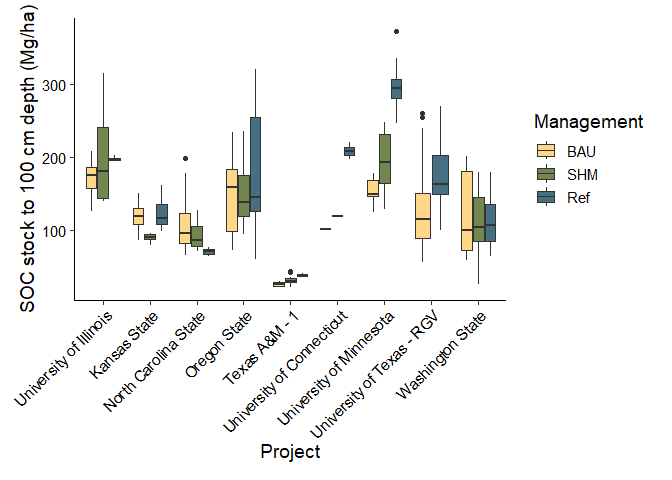 SOC stock to 100 cm depth (Mg/ha)
300
200
100
University of Illinois
Kansas State
North Carolina State
Oregon State
Texas A&M - 1
University of Connecticut
University of Minnesota
University of Texas - RGV
Washington State
Project
Management
BAU
SHM
Ref